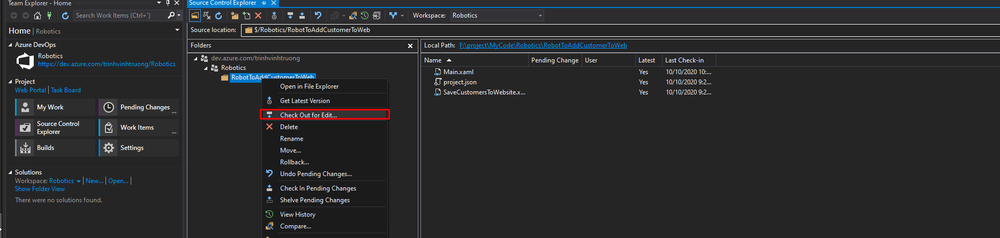 Team Explorer - Home
Search Work Items (Ctrl+')
Home | Robotics
Azure DevOps
Robotics
https://dev.azure.com/trinhvinhtruong/Robotics
Project
Web Portal | Task Board
My Work
Pending Changes
...
Source Control
Explorer
Work Items
...
Builds
Settings
Solutions
Workspace: Robotics | New... | Open... |
Show Folder View
There were no solutions found.
Source Control Explorer
Workspace: Robotics
Source location: $/Robotics/RobotToAddCustomerToWeb
Folders
dev.azure.com/trinhvinhtruong
Robotics
RobotToAddCustomerToWeb
Open in File Explorer
Get Latest Version
Check Out for Edit...
Delete
Rename
Move...
Rollback...
Undo Pending Changes...
Check In Pending Changes
Shelve Pending Changes
View History
Compare...
Local Path: F:\project\MyCode\Robotics\RobotToAddCustomerToWeb
Name Pending Change User Latest Last Check-in
Main.xaml Yes 10/10/2020 10:...
project.json Yes 10/10/2020 9:2...
SaveCustomersToWebsite.x... Yes 10/10/2020 9:2...